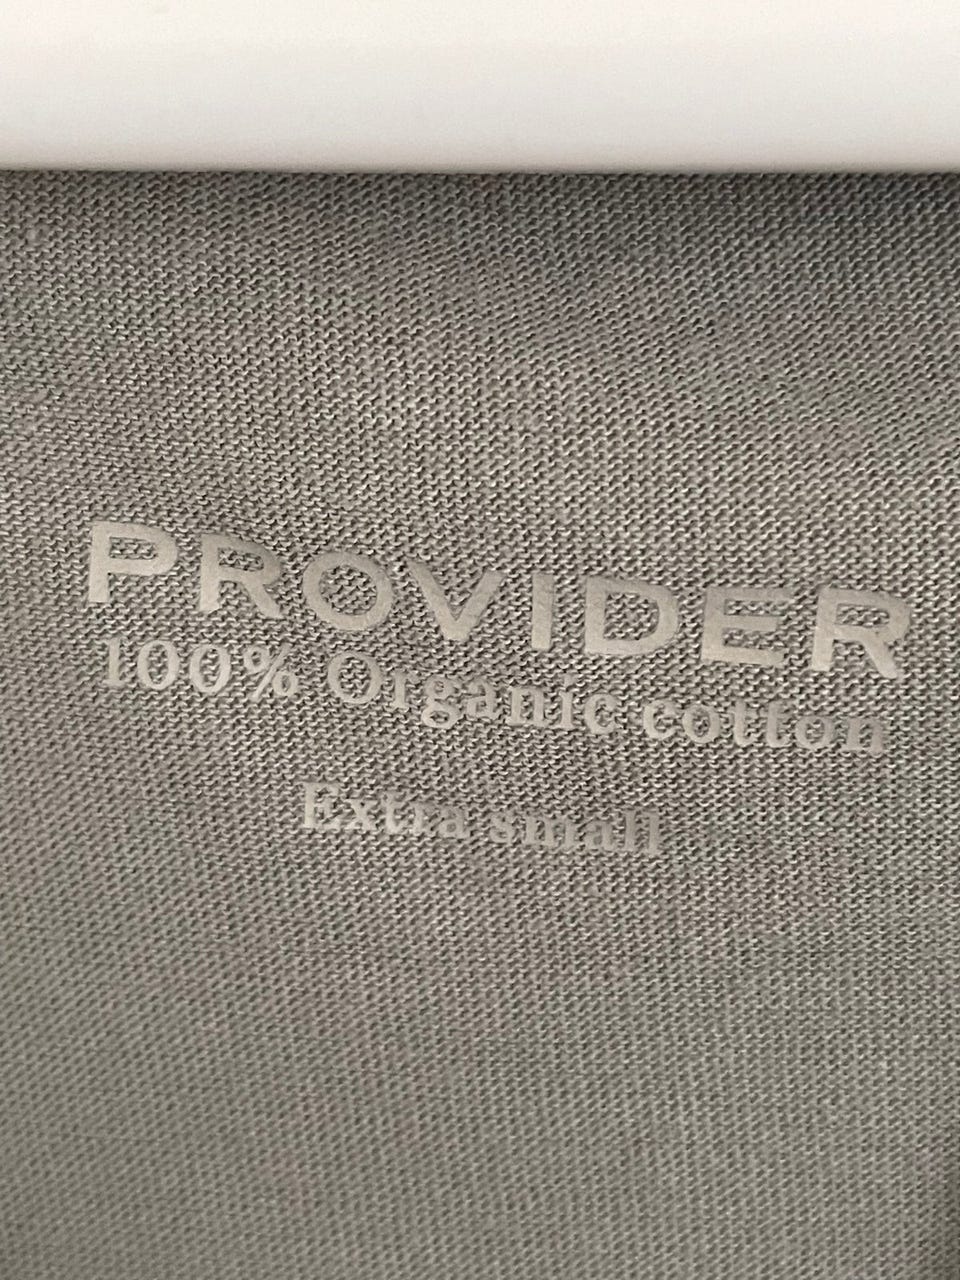 PROVIDER
100% Organic cotton
Extra small